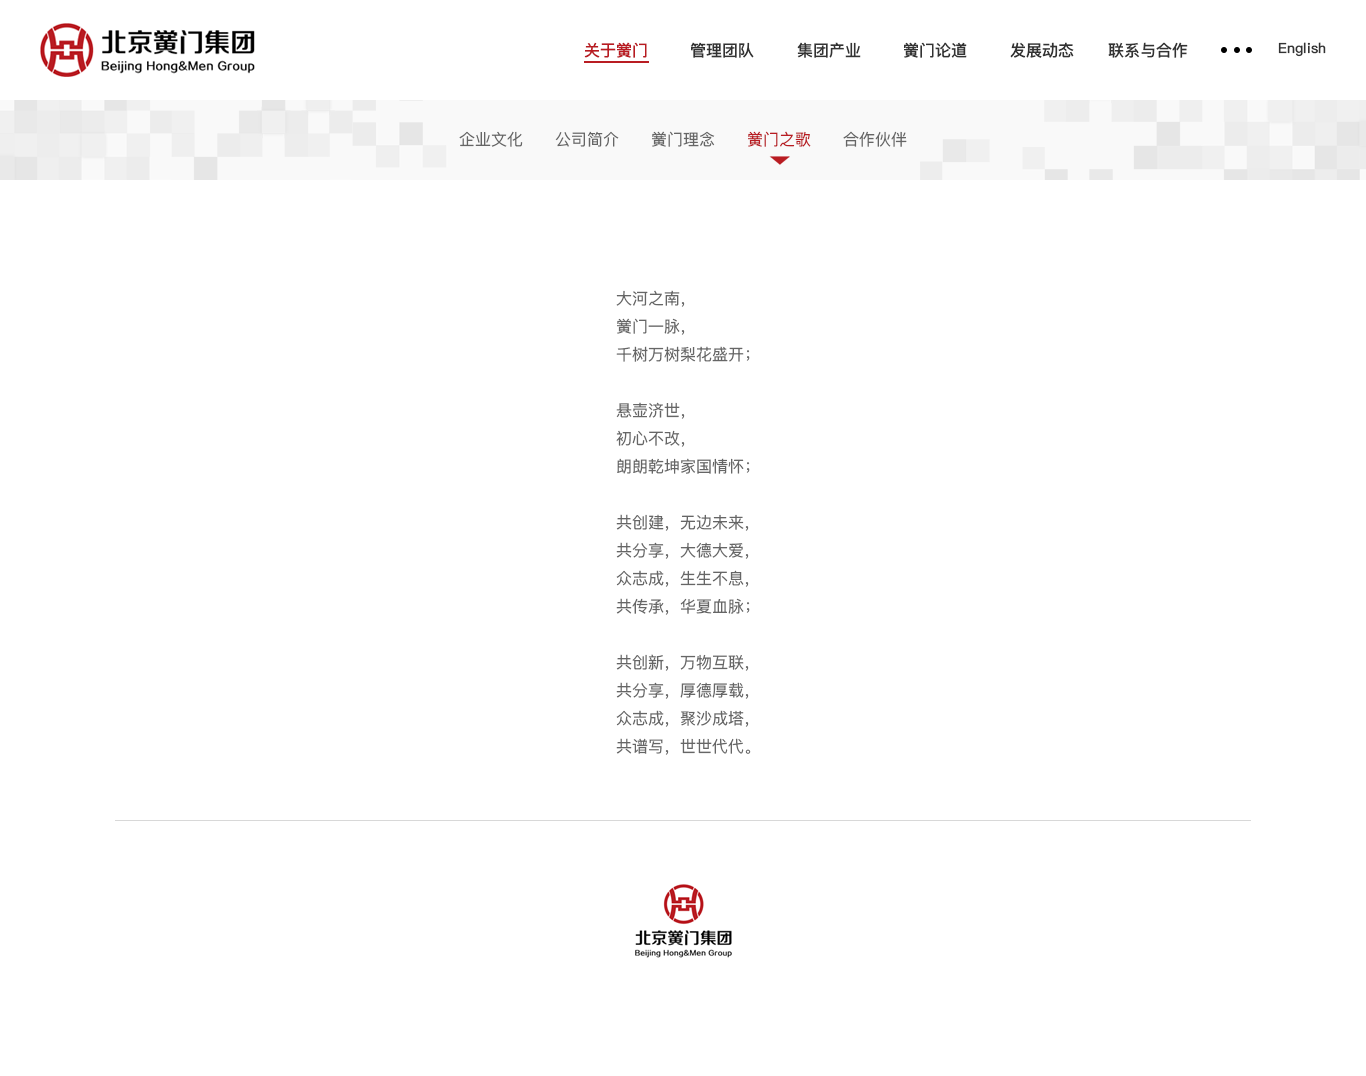 北京黉门集团
Beijing Hong&Men Group
关于黉门 管理团队 集团产业 黉门论道 发展动态 联系与合作 ••• English
企业文化 公司简介 黉门理念 黉门之歌 合作伙伴
大河之南，
黉门一脉，
千树万树梨花盛开；
悬壶济世，
初心不改，
朗朗乾坤家国情怀；
共创建，无边未来，
共分享，大德大爱，
众志成，生生不息，
共传承，华夏血脉；
共创新，万物互联，
共分享，厚德厚载，
众志成，聚沙成塔，
共谱写，世世代代。
北京黉门集团
Beijing Hong&Men Group